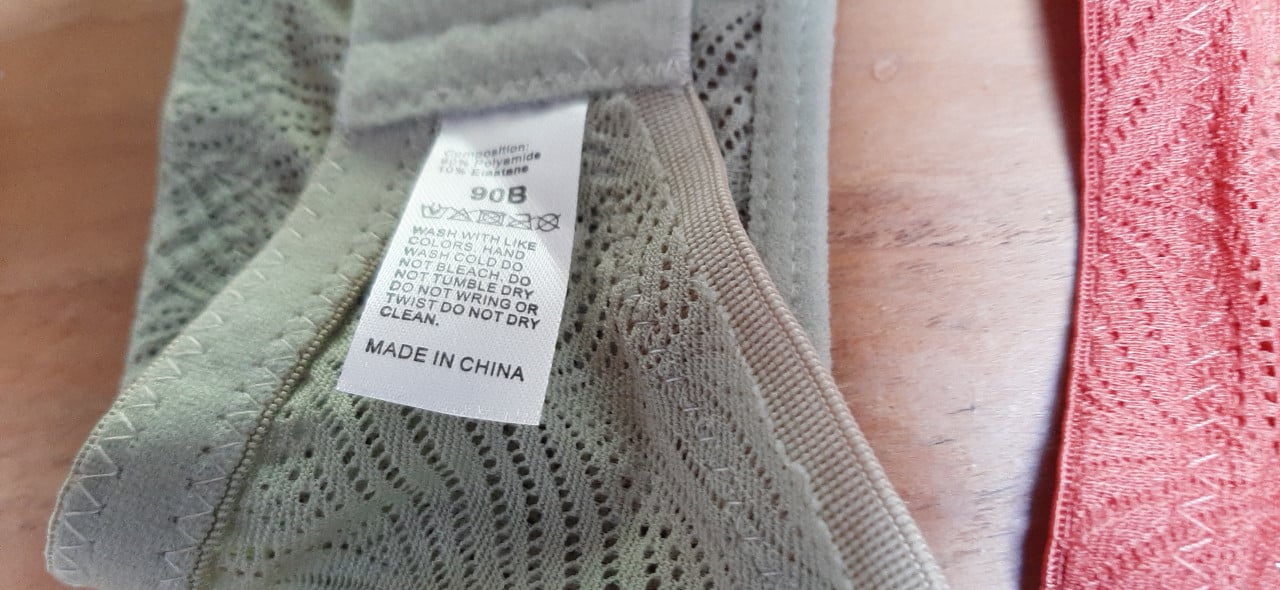 Composition:
90% Polyamide
10% Elastane
90B
WASH WITH LIKE
COLORS, HAND
WASH COLD DO
NOT BLEACH. DO
NOT TUMBLE DRY
DO NOT WRING OR
TWIST DO NOT DRY
CLEAN.
MADE IN CHINA